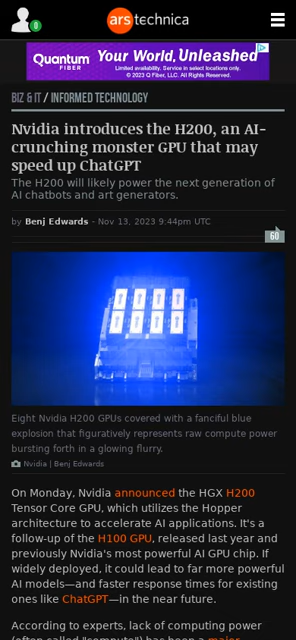 0
ars technica
Quantum
FIBER
Your World, Unleashed
Limited availability. Service in select locations only.
© 2023 Q Fiber, LLC. All Rights Reserved.
BIZ & IT / INFORMED TECHNOLOGY
Nvidia introduces the H200, an AI-
crunching monster GPU that may
speed up ChatGPT
The H200 will likely power the next generation of
AI chatbots and art generators.
by Benj Edwards - Nov 13, 2023 9:44pm UTC
60
Eight Nvidia H200 GPUs covered with a fanciful blue
explosion that figuratively represents raw compute power
bursting forth in a glowing flurry.
Nvidia | Benj Edwards
On Monday, Nvidia announced the HGX H200
Tensor Core GPU, which utilizes the Hopper
architecture to accelerate AI applications. It's a
follow-up of the H100 GPU, released last year and
previously Nvidia's most powerful AI GPU chip. If
widely deployed, it could lead to far more powerful
AI models—and faster response times for existing
ones like ChatGPT—in the near future.
According to experts, lack of computing power
(often called "compute") has been a major